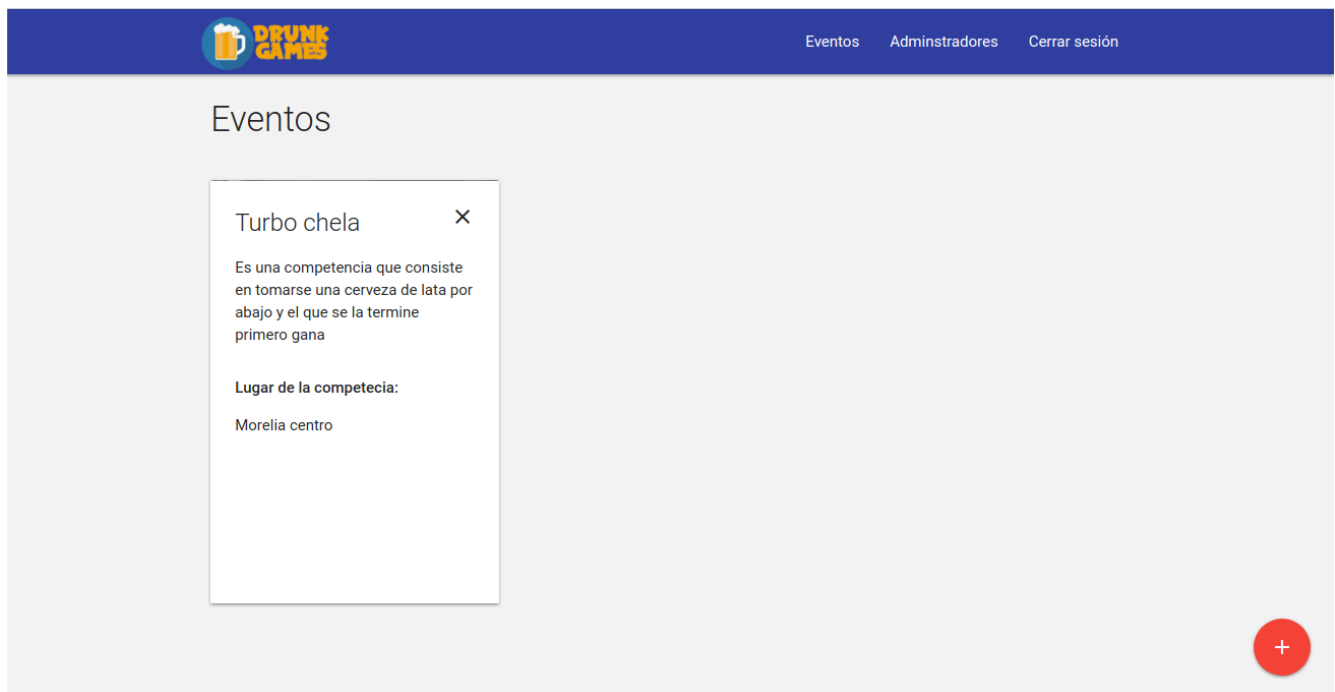 DRUNK
GAMES
Eventos
Adminstradores
Cerrar sesión
Eventos
Turbo chela
Es una competencia que consiste
en tomarse una cerveza de lata por
abajo y el que se la termine
primero gana
Lugar de la competecia:
Morelia centro